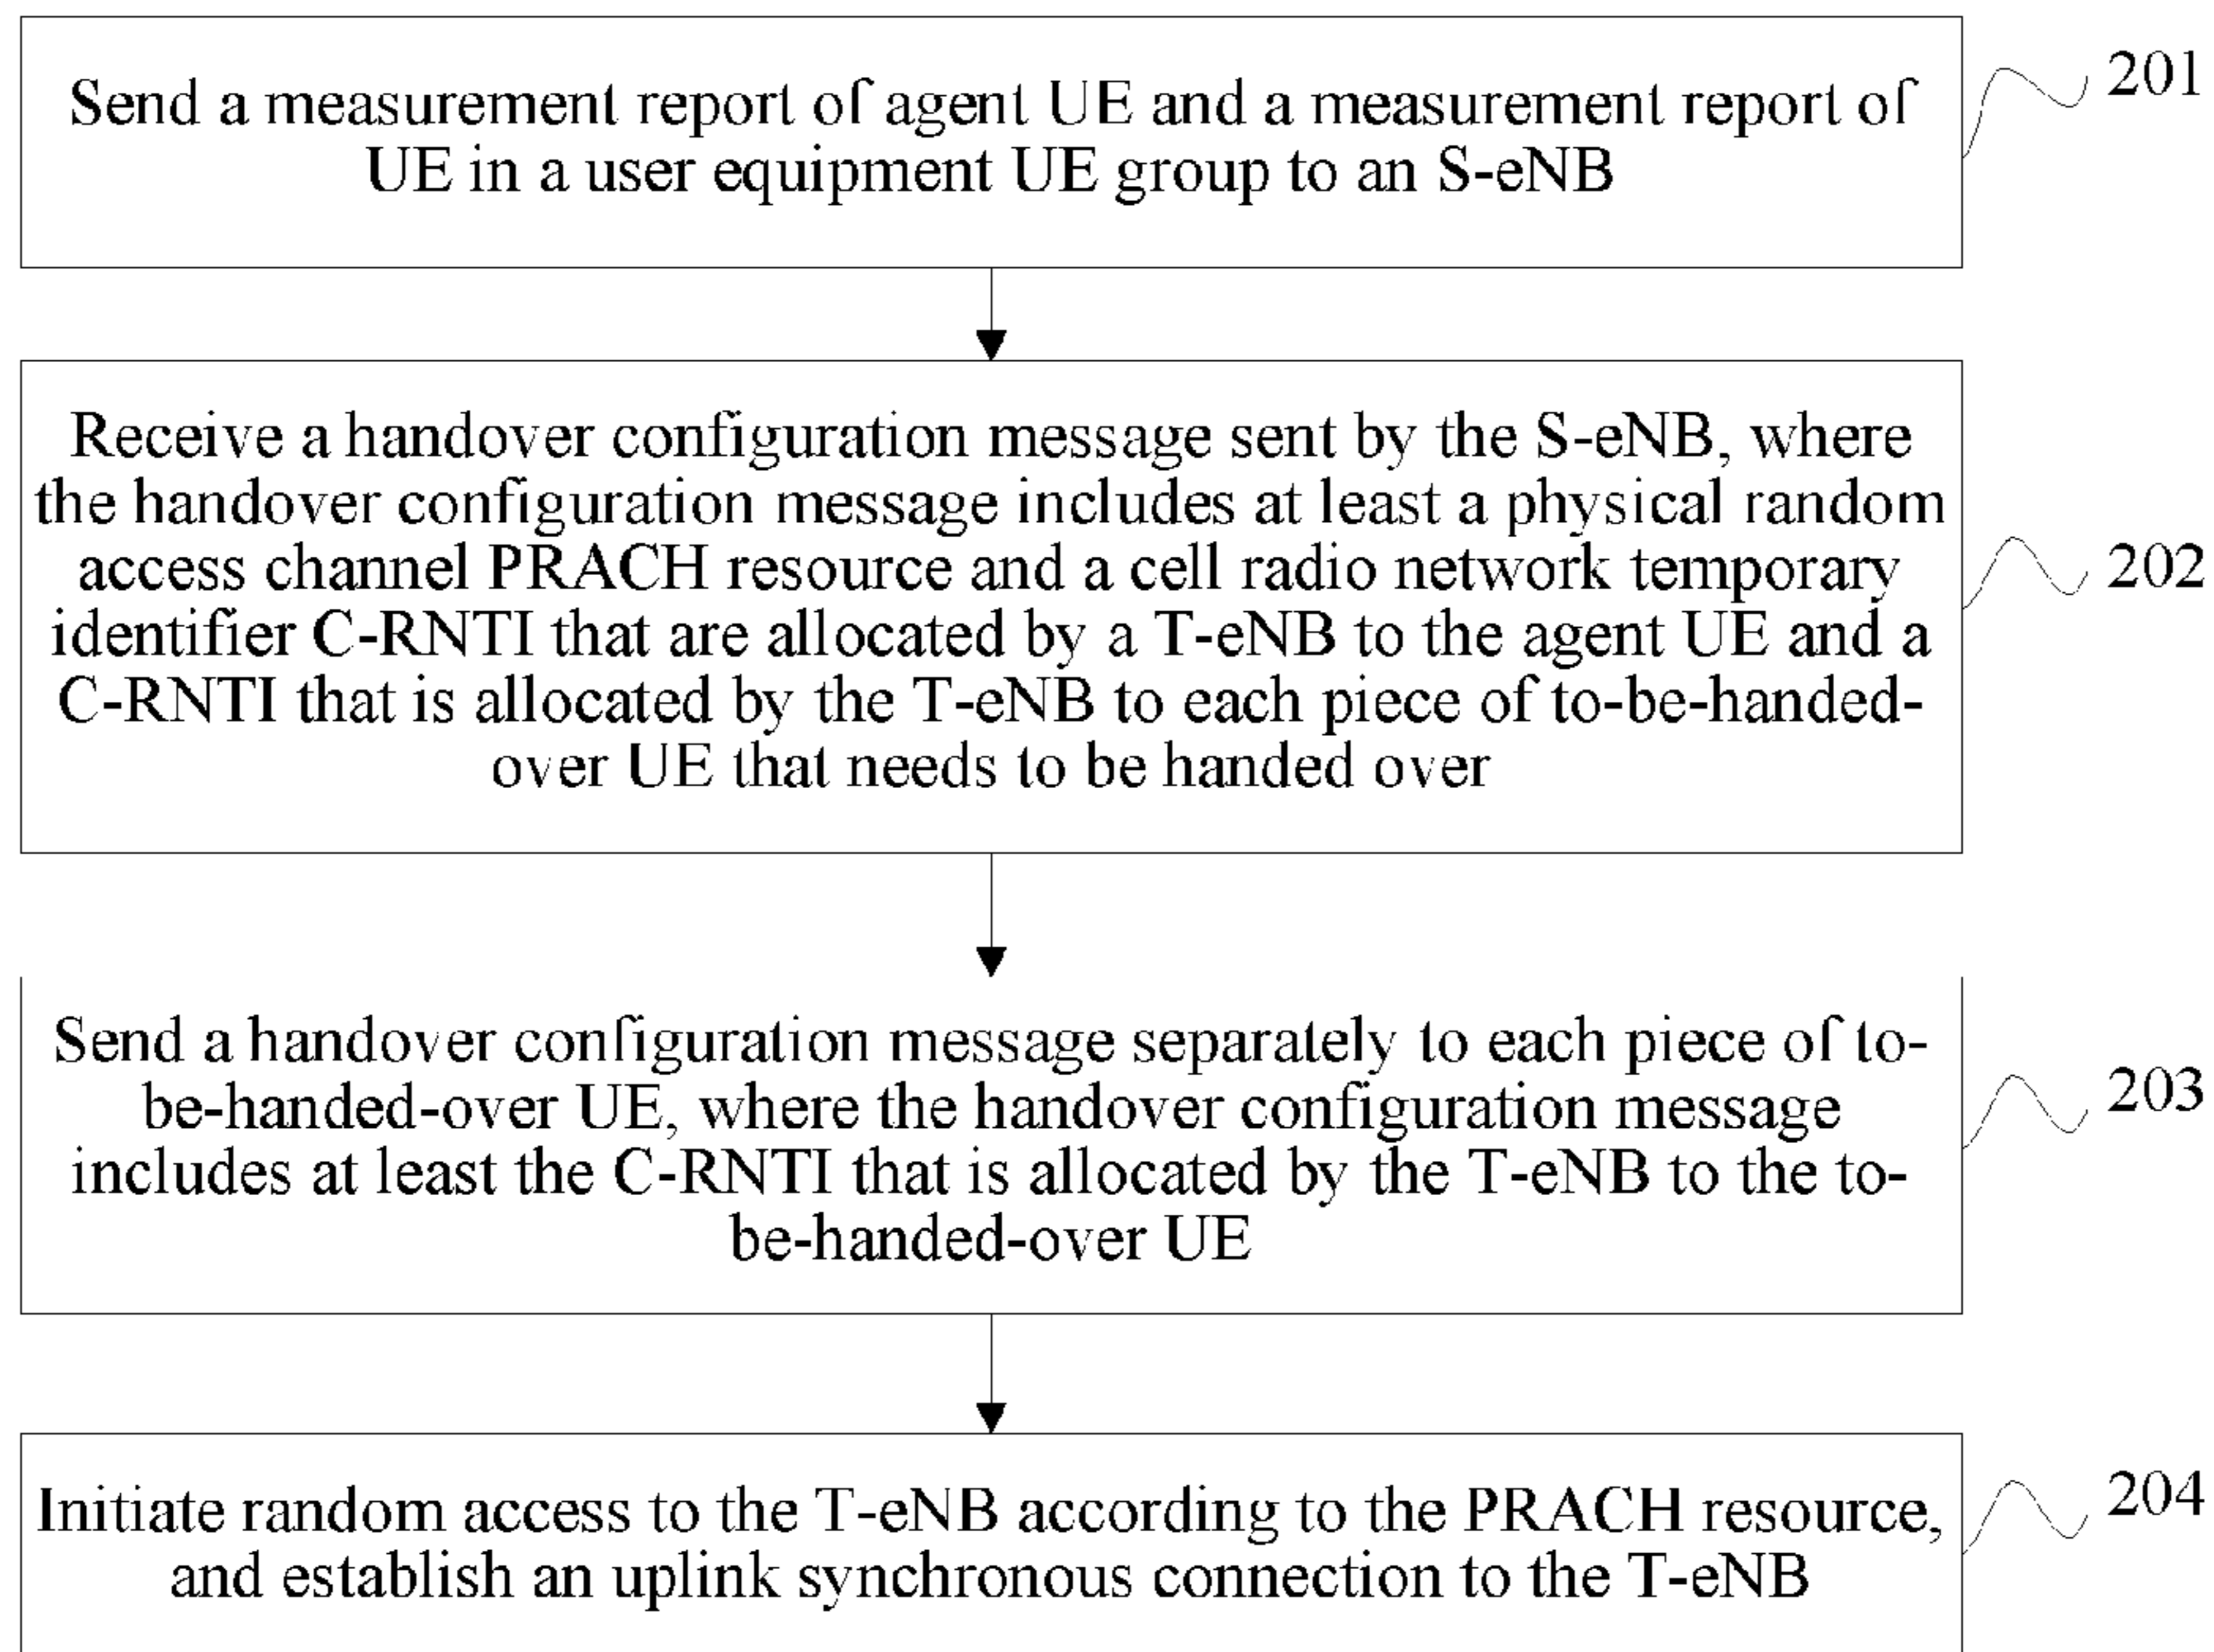 Send a measurement report of agent UE and a measurement report of
UE in a user equipment UE group to an S-eNB
201
Receive a handover configuration message sent by the S-eNB, where
the handover configuration message includes at least a physical random
access channel PRACH resource and a cell radio network temporary
identifier C-RNTI that are allocated by a T-eNB to the agent UE and a
C-RNTI that is allocated by the T-eNB to each piece of to-be-handed-
over UE that needs to be handed over
202
Send a handover configuration message separately to each piece of to-
be-handed-over UE, where the handover configuration message
includes at least the C-RNTI that is allocated by the T-eNB to the to-
be-handed-over UE
203
Initiate random access to the T-eNB according to the PRACH resource,
and establish an uplink synchronous connection to the T-eNB
204